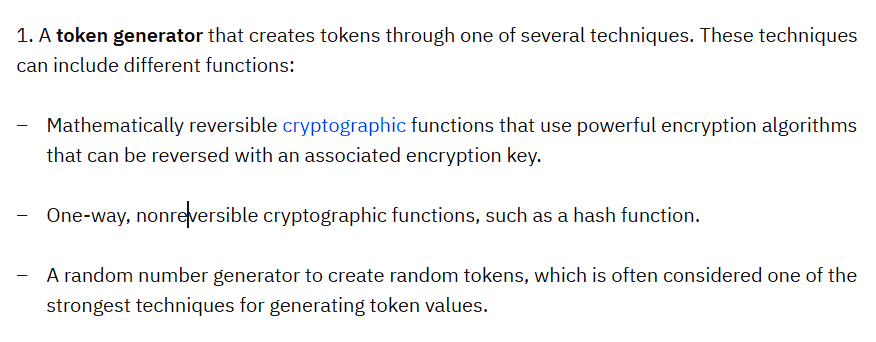 1. A token generator that creates tokens through one of several techniques. These techniques
can include different functions:
– Mathematically reversible cryptographic functions that use powerful encryption algorithms
that can be reversed with an associated encryption key.
– One-way, nonreversible cryptographic functions, such as a hash function.
– A random number generator to create random tokens, which is often considered one of the
strongest techniques for generating token values.